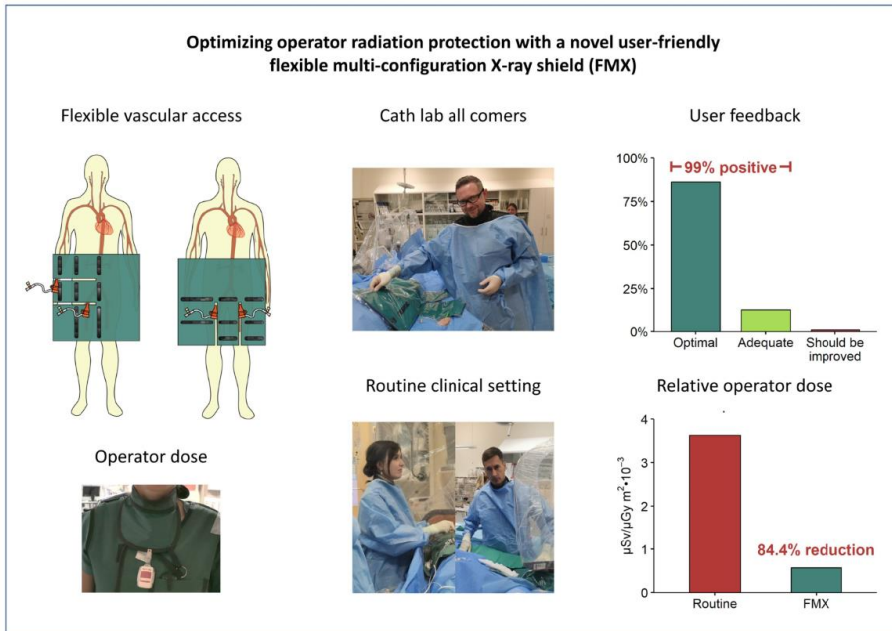 Optimizing operator radiation protection with a novel user-friendly
flexible multi-configuration X-ray shield (FMX)
Flexible vascular access
Cath lab all comers
User feedback
100%
75%
50%
25%
0%
99% positive
Optimal
Adequate
Should be
improved
Operator dose
Routine clinical setting
Relative operator dose
µSv/µGy m²•10⁻³
4
3
2
1
0
84.4% reduction
Routine
FMX